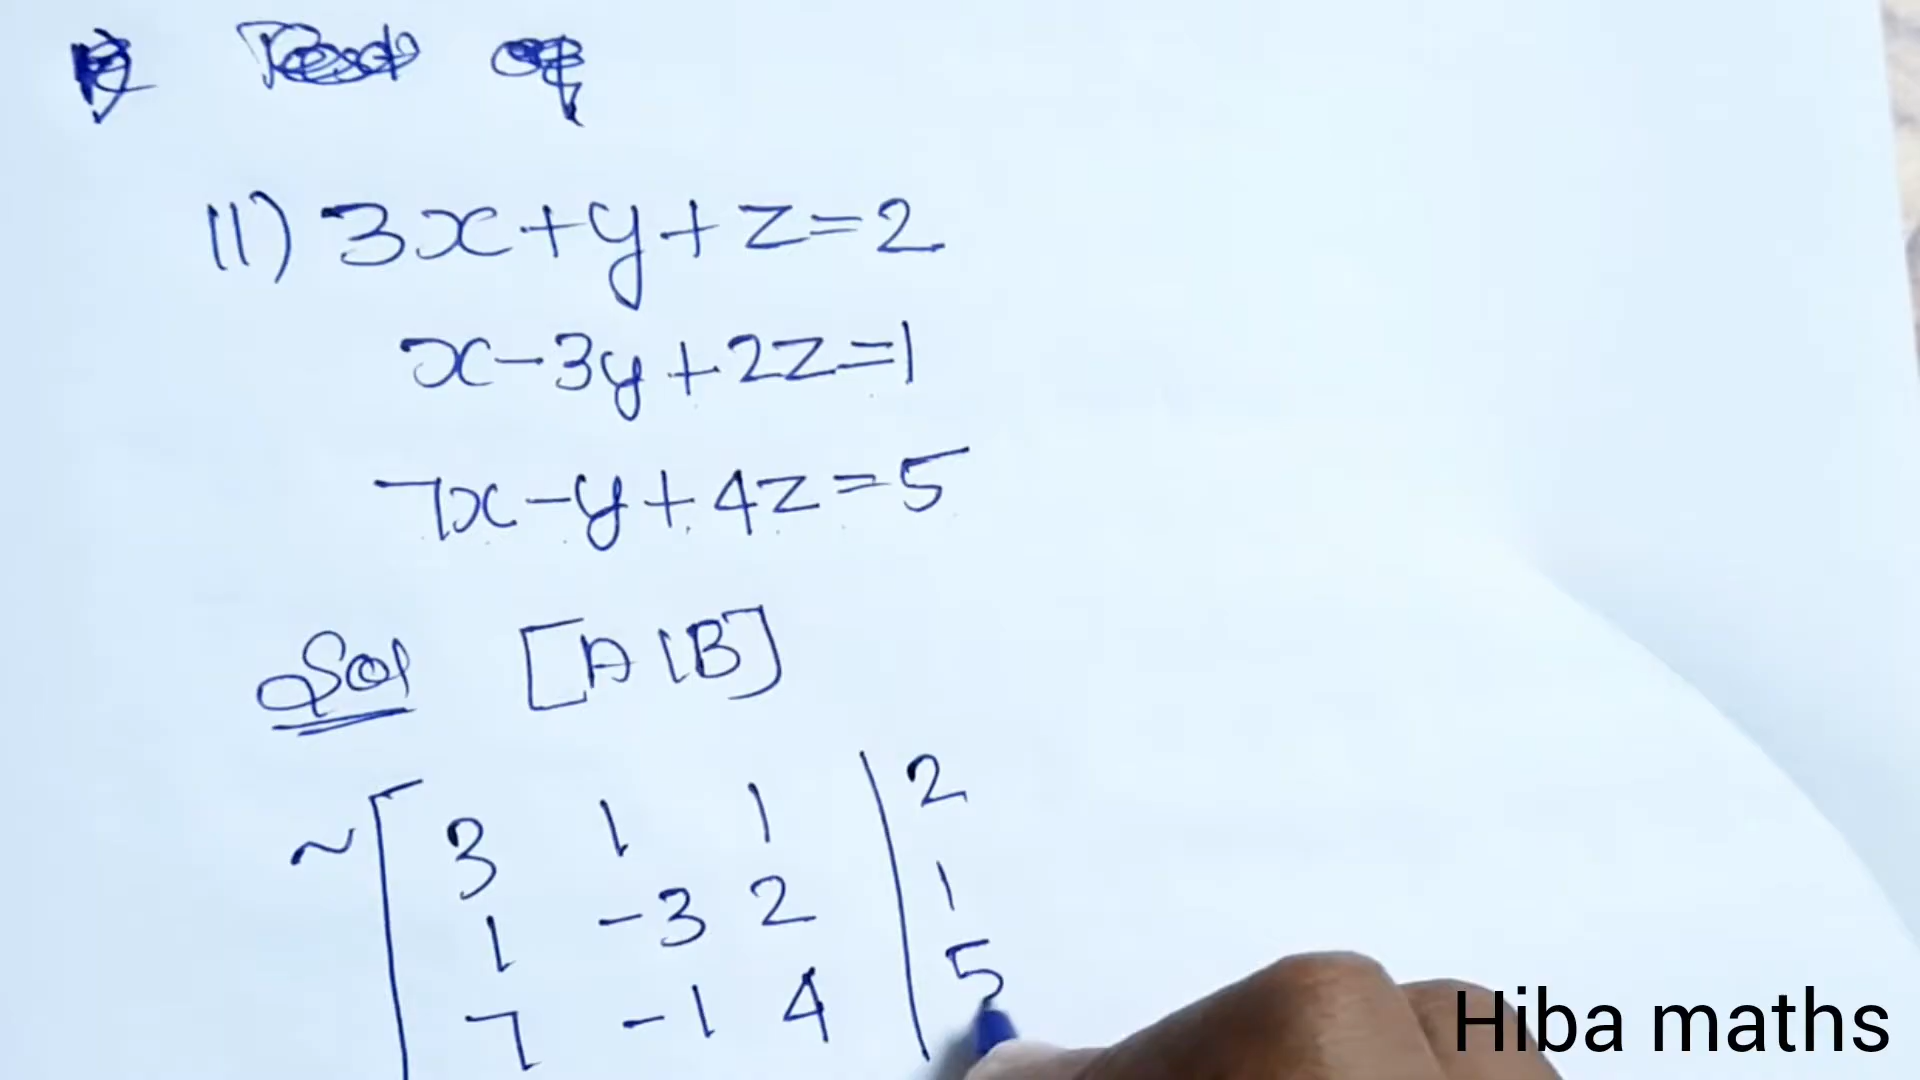 11) 3x+y+z=2
x-3y+2z=1
7x-y+4z=5
Sol [A|B]
~[3 1 1 | 2
1 -3 2 | 1
7 -1 4 | 5
Hiba maths